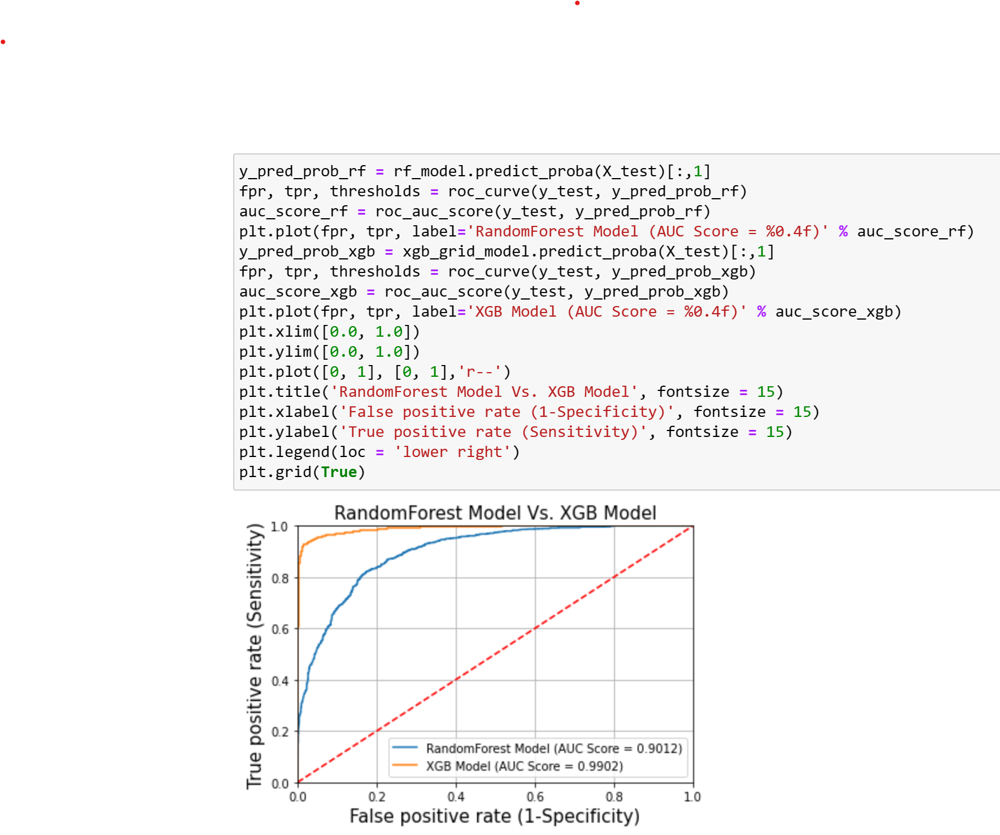 y_pred_prob_rf = rf_model.predict_proba(X_test)[:,1]
fpr, tpr, thresholds = roc_curve(y_test, y_pred_prob_rf)
auc_score_rf = roc_auc_score(y_test, y_pred_prob_rf)
plt.plot(fpr, tpr, label='RandomForest Model (AUC Score = %0.4f)' % auc_score_rf)
y_pred_prob_xgb = xgb_grid_model.predict_proba(X_test)[:,1]
fpr, tpr, thresholds = roc_curve(y_test, y_pred_prob_xgb)
auc_score_xgb = roc_auc_score(y_test, y_pred_prob_xgb)
plt.plot(fpr, tpr, label='XGB Model (AUC Score = %0.4f)' % auc_score_xgb)
plt.xlim([0.0, 1.0])
plt.ylim([0.0, 1.0])
plt.plot([0, 1], [0, 1],'r--')
plt.title('RandomForest Model Vs. XGB Model', fontsize = 15)
plt.xlabel('False positive rate (1-Specificity)', fontsize = 15)
plt.ylabel('True positive rate (Sensitivity)', fontsize = 15)
plt.legend(loc = 'lower right')
plt.grid(True)
RandomForest Model Vs. XGB Model
True positive rate (Sensitivity)
1.0
0.8
0.6
0.4
0.2
0.0
RandomForest Model (AUC Score = 0.9012)
XGB Model (AUC Score = 0.9902)
0.0 0.2 0.4 0.6 0.8 1.0
False positive rate (1-Specificity)